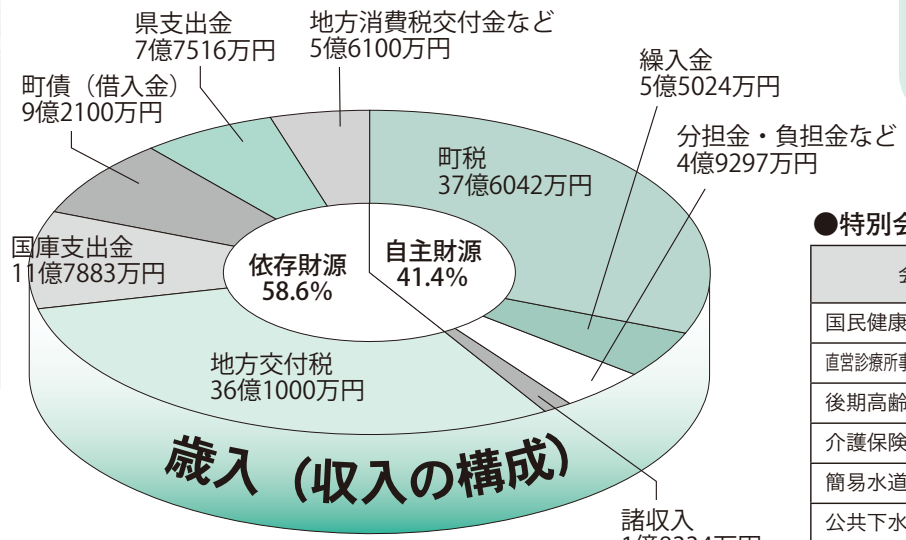 県支出金
7億7516万円
地方消費税交付金など
5億6100万円
町債（借入金）
9億2100万円
繰入金
5億5024万円
分担金・負担金など
4億9297万円
町税
37億6042万円
国庫支出金
11億7883万円
依存財源
58.6%
自主財源
41.4%
地方交付税
36億1000万円
歳入（収入の構成）
諸収入
●特別会
会
国民健康
直営診療所事
後期高齢
介護保険
簡易水道
公共下水